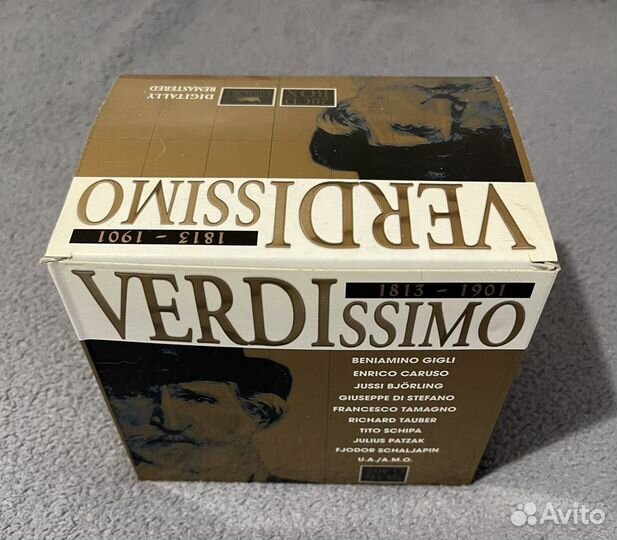 DIGITALLY
REMASTERED
BOX
VERDISSIMO
1813 - 1901
VERDISSIMO
1813 - 1901
BENIAMINO GIGLI
ENRICO CARUSO
JUSSI BJÖRLING
GIUSEPPE DI STEFANO
FRANCESCO TAMAGNO
RICHARD TAUBER
TITO SCHIPA
JULIUS PATZAK
FJODOR SCHALJAPIN
U.A./A.M.O.
Avito